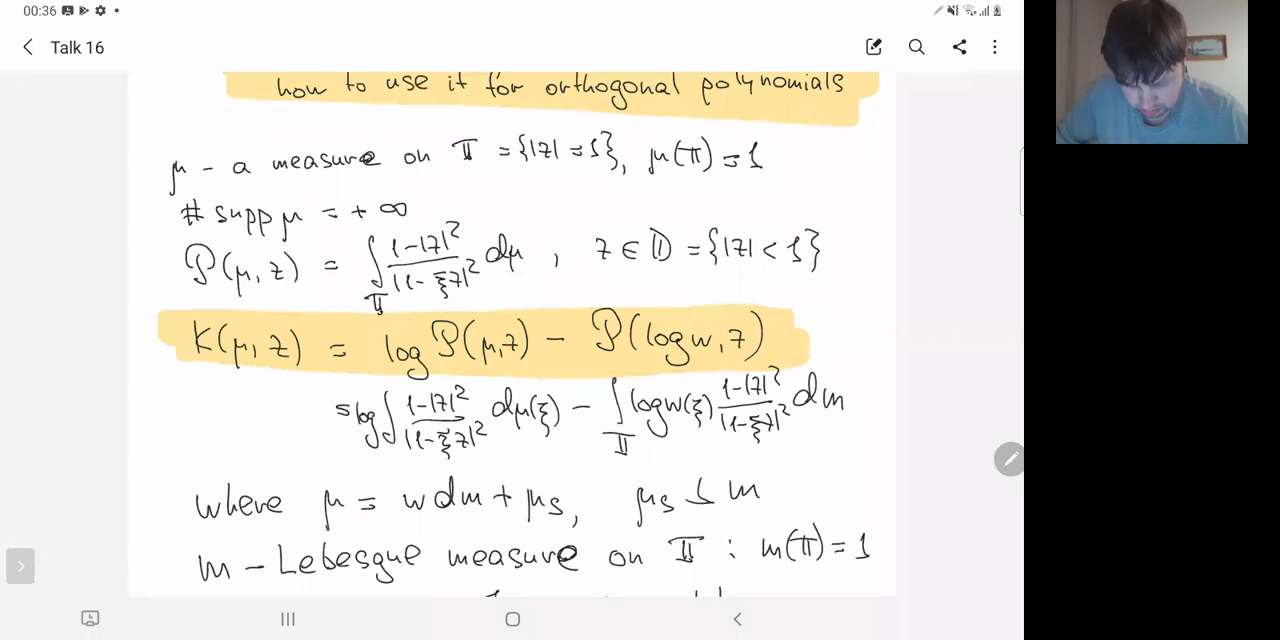 00:36
Talk 16
how to use it for orthogonal polynomials
μ - a measure on 𝕋 = {|z| = 1}, μ(𝕋) = 1
# supp μ = + ∞
P(μ, z) = ∫_𝕋 (1-|z|²)/|1-ξ̄z|² dμ, z ∈ 𝔻 = {|z| < 1}
K(μ, z) = log P(μ, z) - P(log w, z)
= log ∫ (1-|z|²)/|1-ξ̄z|² dμ(ξ) - ∫_𝕋 log w(ξ) (1-|z|²)/|1-ξ̄z|² dm
where μ = w dm + μs, μs ⊥ m
m - Lebesgue measure on 𝕋 : m(𝕋) = 1